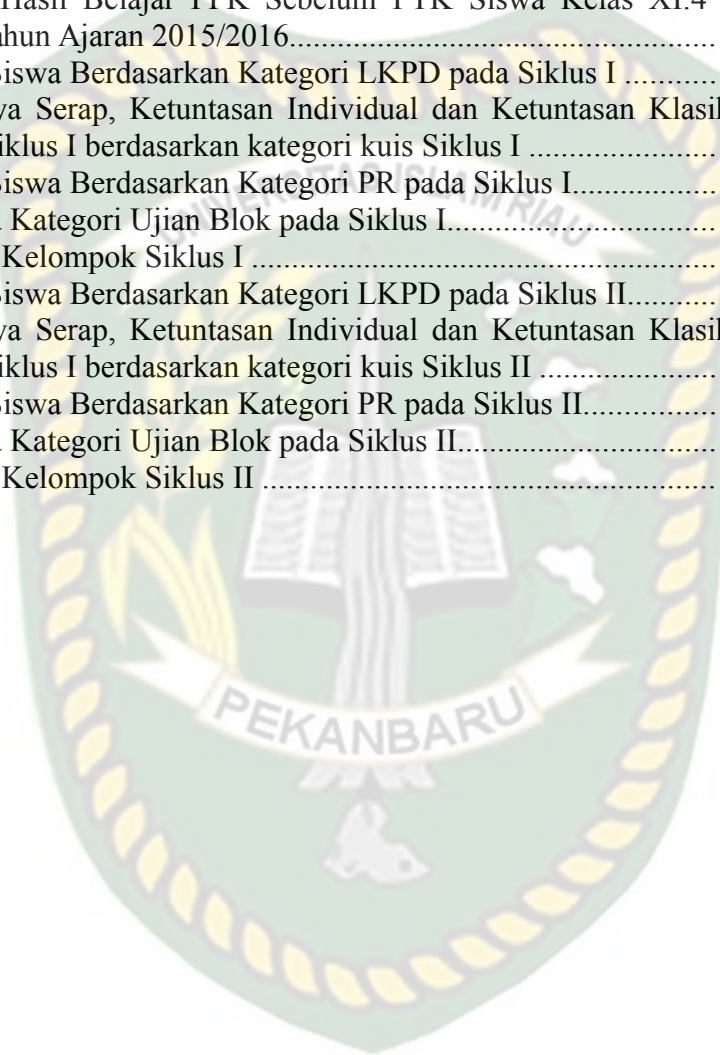 Hasil Belajar PPK Sebelum PTK Siswa Kelas XI.4
ahun Ajaran 2015/2016.....................................................
Siswa Berdasarkan Kategori LKPD pada Siklus I ............
ya Serap, Ketuntasan Individual dan Ketuntasan Klasik
iklus I berdasarkan kategori kuis Siklus I ........................
Siswa Berdasarkan Kategori PR pada Siklus I..................
a Kategori Ujian Blok pada Siklus I..................................
Kelompok Siklus I ..........................................................
Siswa Berdasarkan Kategori LKPD pada Siklus II...........
ya Serap, Ketuntasan Individual dan Ketuntasan Klasik
iklus I berdasarkan kategori kuis Siklus II .......................
Siswa Berdasarkan Kategori PR pada Siklus II.................
a Kategori Ujian Blok pada Siklus II................................
Kelompok Siklus II .........................................................
UNIVERSITAS ISLAM RIAU
PEKANBARU